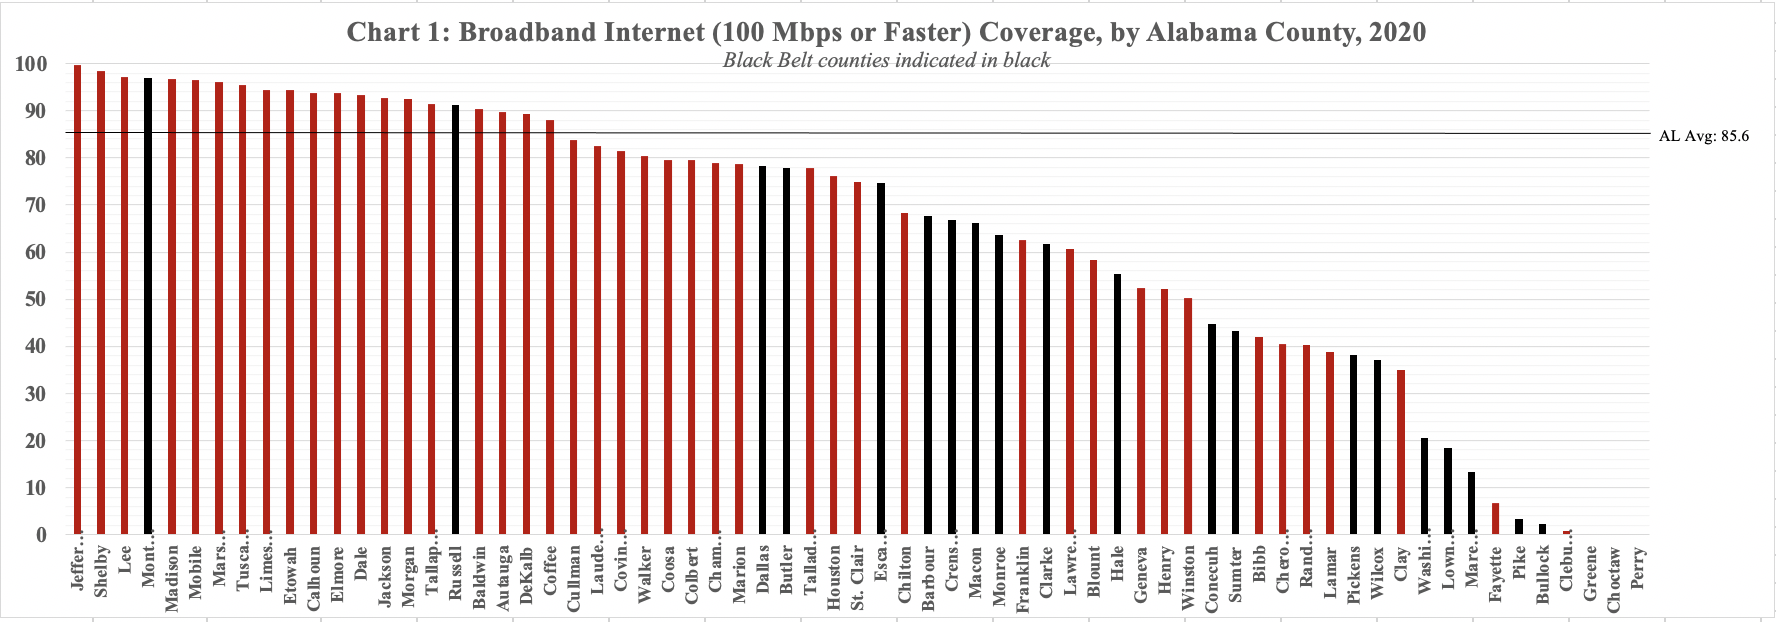 Chart 1: Broadband Internet (100 Mbps or Faster) Coverage, by Alabama County, 2020
Black Belt counties indicated in black
100
90
AL Avg: 85.6
80
70
60
50
40
30
20
10
0
Jeffer…
Shelby
Lee
Mont…
Madison
Mobile
Mars…
Tusca…
Limes…
Etowah
Calhoun
Elmore
Dale
Jackson
Morgan
Tallap…
Russell
Baldwin
Autauga
DeKalb
Coffee
Cullman
Laude…
Covin…
Walker
Coosa
Colbert
Cham…
Marion
Dallas
Butler
Tallad…
Houston
St. Clair
Esca…
Chilton
Barbour
Crens…
Macon
Monroe
Franklin
Clarke
Lawre…
Blount
Hale
Geneva
Henry
Winston
Conecuh
Sumter
Bibb
Chero…
Rand…
Lamar
Pickens
Wilcox
Clay
Washi…
Lown…
Mare…
Fayette
Pike
Bullock
Clebu…
Greene
Choctaw
Perry